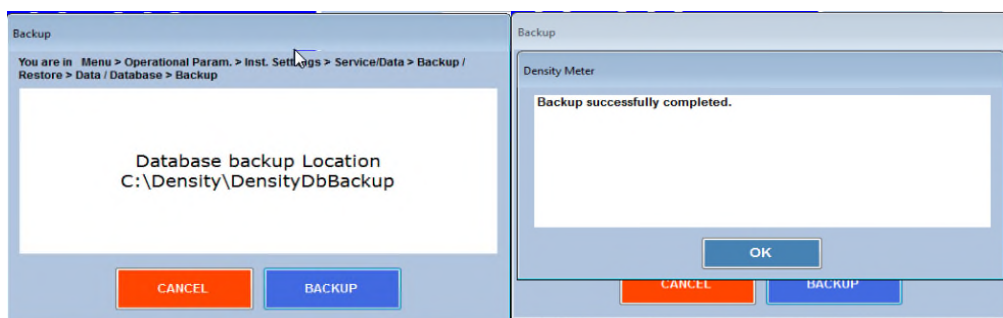 Backup
You are in Menu > Operational Param. > Inst. Settings > Service/Data > Backup /
Restore > Data / Database > Backup
Database backup Location
C:\Density\DensityDbBackup
CANCEL
BACKUP
Backup
Density Meter
Backup successfully completed.
OK
CANCEL
BACKUP